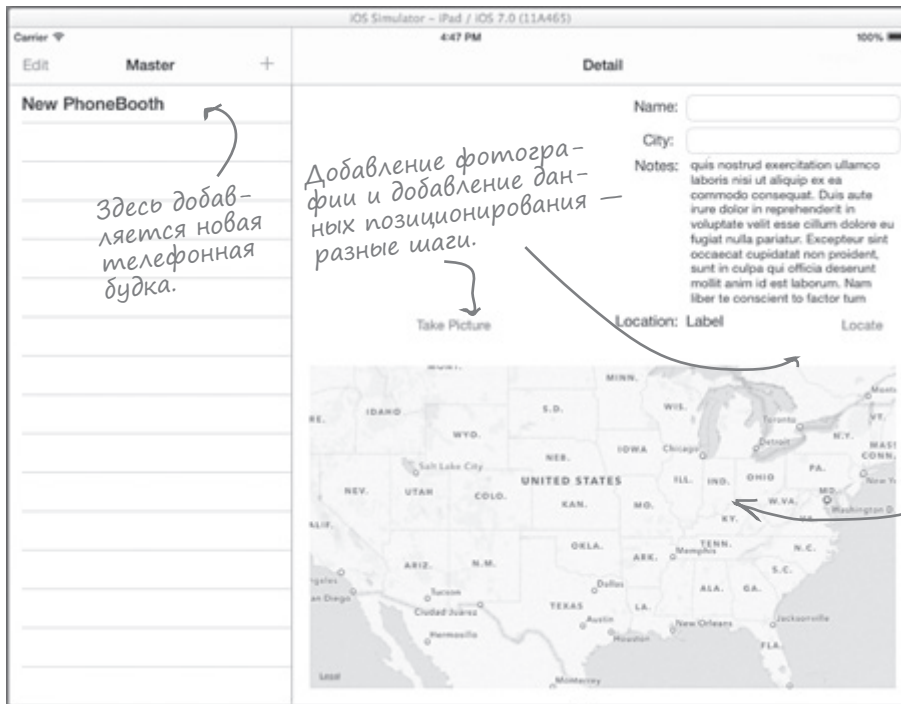 iOS Simulator – iPad / iOS 7.0 (11A465)
Carrier
4:47 PM
100%
Edit
Master
+
Detail
New PhoneBooth
Здесь добав-
ляется новая
телефонная
будка.
Добавление фотогра-
фии и добавление дан-
ных позиционирования —
разные шаги.
Name:
City:
Notes:
quis nostrud exercitation ullamco
laboris nisi ut aliquip ex ea
commodo consequat. Duis aute
irure dolor in reprehenderit in
voluptate velit esse cillum dolore eu
fugiat nulla pariatur. Excepteur sint
occaecat cupidatat non proident,
sunt in culpa qui officia deserunt
mollit anim id est laborum. Nam
liber te conscient to factor tum
Take Picture
Location: Label
Locate
MONT.
MINN.
IDAHO
S.D.
WIS.
Toronto
VT.
WYO.
Detroit
N.Y.
MASS
CONN.
NEB.
IOWA
Chicago
Salt Lake City
PA.
New Y
UNITED STATES
ILL.
IND.
OHIO
NEV.
UTAH
COLO.
KAN.
MO.
W.VA.
MD.
Washington D
KY.
VA.
CALIF.
OKLA.
TENN.
N.C.
ARIZ.
N.M.
ARK.
Memphis
S.C.
ngeles
an Diego
Tucson
Dallas
ALA.
GA.
Ciudad Juárez
TEXAS
LA.
Austin
Jacksonville
Hermosillo
Houston
New Orleans
FLA.
Legal
Monterrey